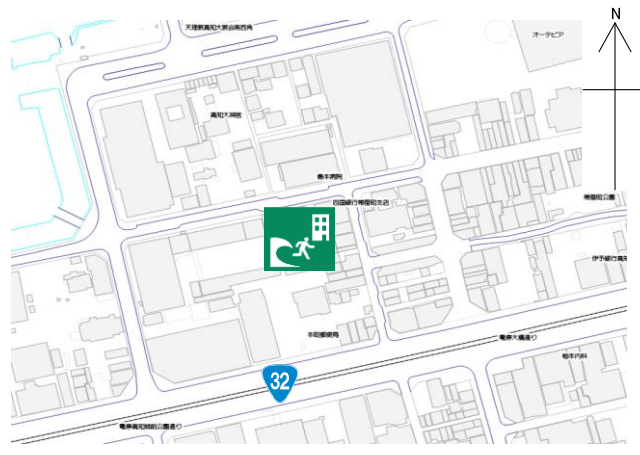 N
天理教高知大教会南西角
オーテピア
高知大神宮
島本病院
四国銀行帯屋町支店
帯屋町公園
伊予銀行高知
本町郵便局
電停大橋通り
植本内科
32
電停高知城前公園通り